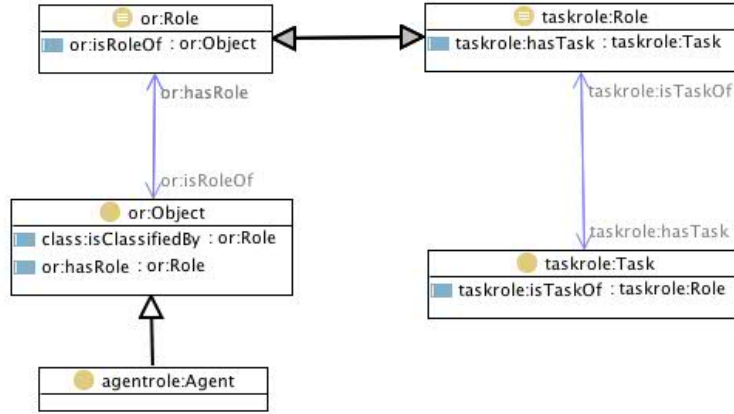 or:Role
or:isRoleOf : or:Object
taskrole:Role
taskrole:hasTask : taskrole:Task
or:hasRole
taskrole:isTaskOf
or:isRoleOf
or:Object
class:isClassifiedBy : or:Role
or:hasRole : or:Role
taskrole:hasTask
taskrole:Task
taskrole:isTaskOf : taskrole:Role
agentrole:Agent